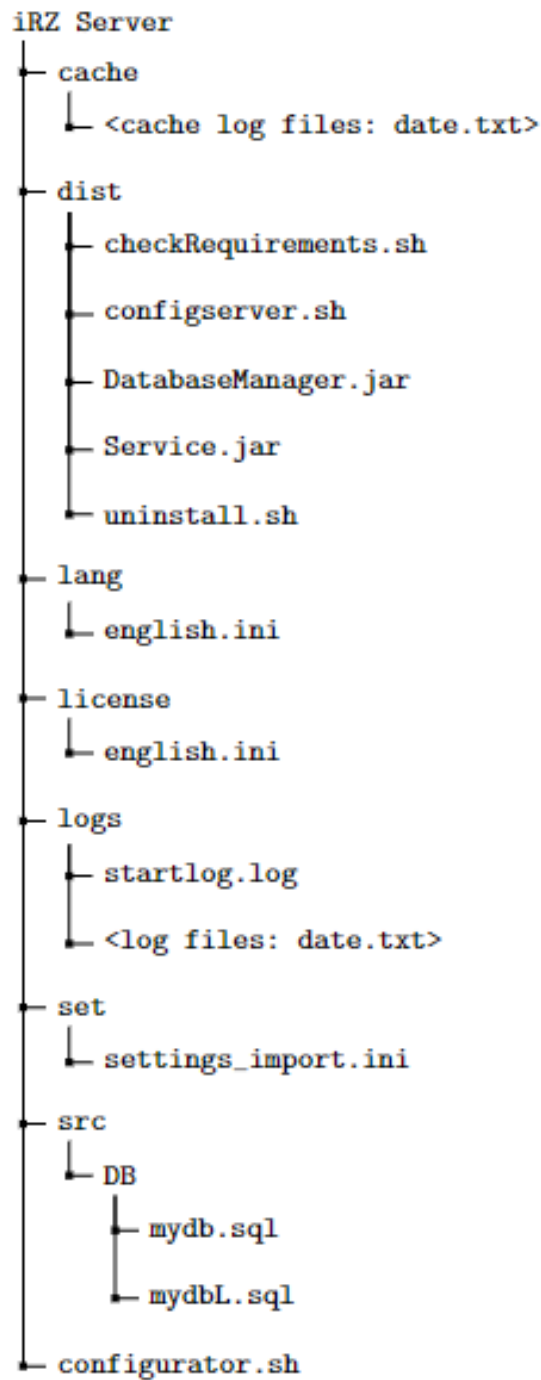 iRZ Server
cache
<cache log files: date.txt>
dist
checkRequirements.sh
configserver.sh
DatabaseManager.jar
Service.jar
uninstall.sh
lang
english.ini
license
english.ini
logs
startlog.log
<log files: date.txt>
set
settings_import.ini
src
DB
mydb.sql
mydbL.sql
configurator.sh